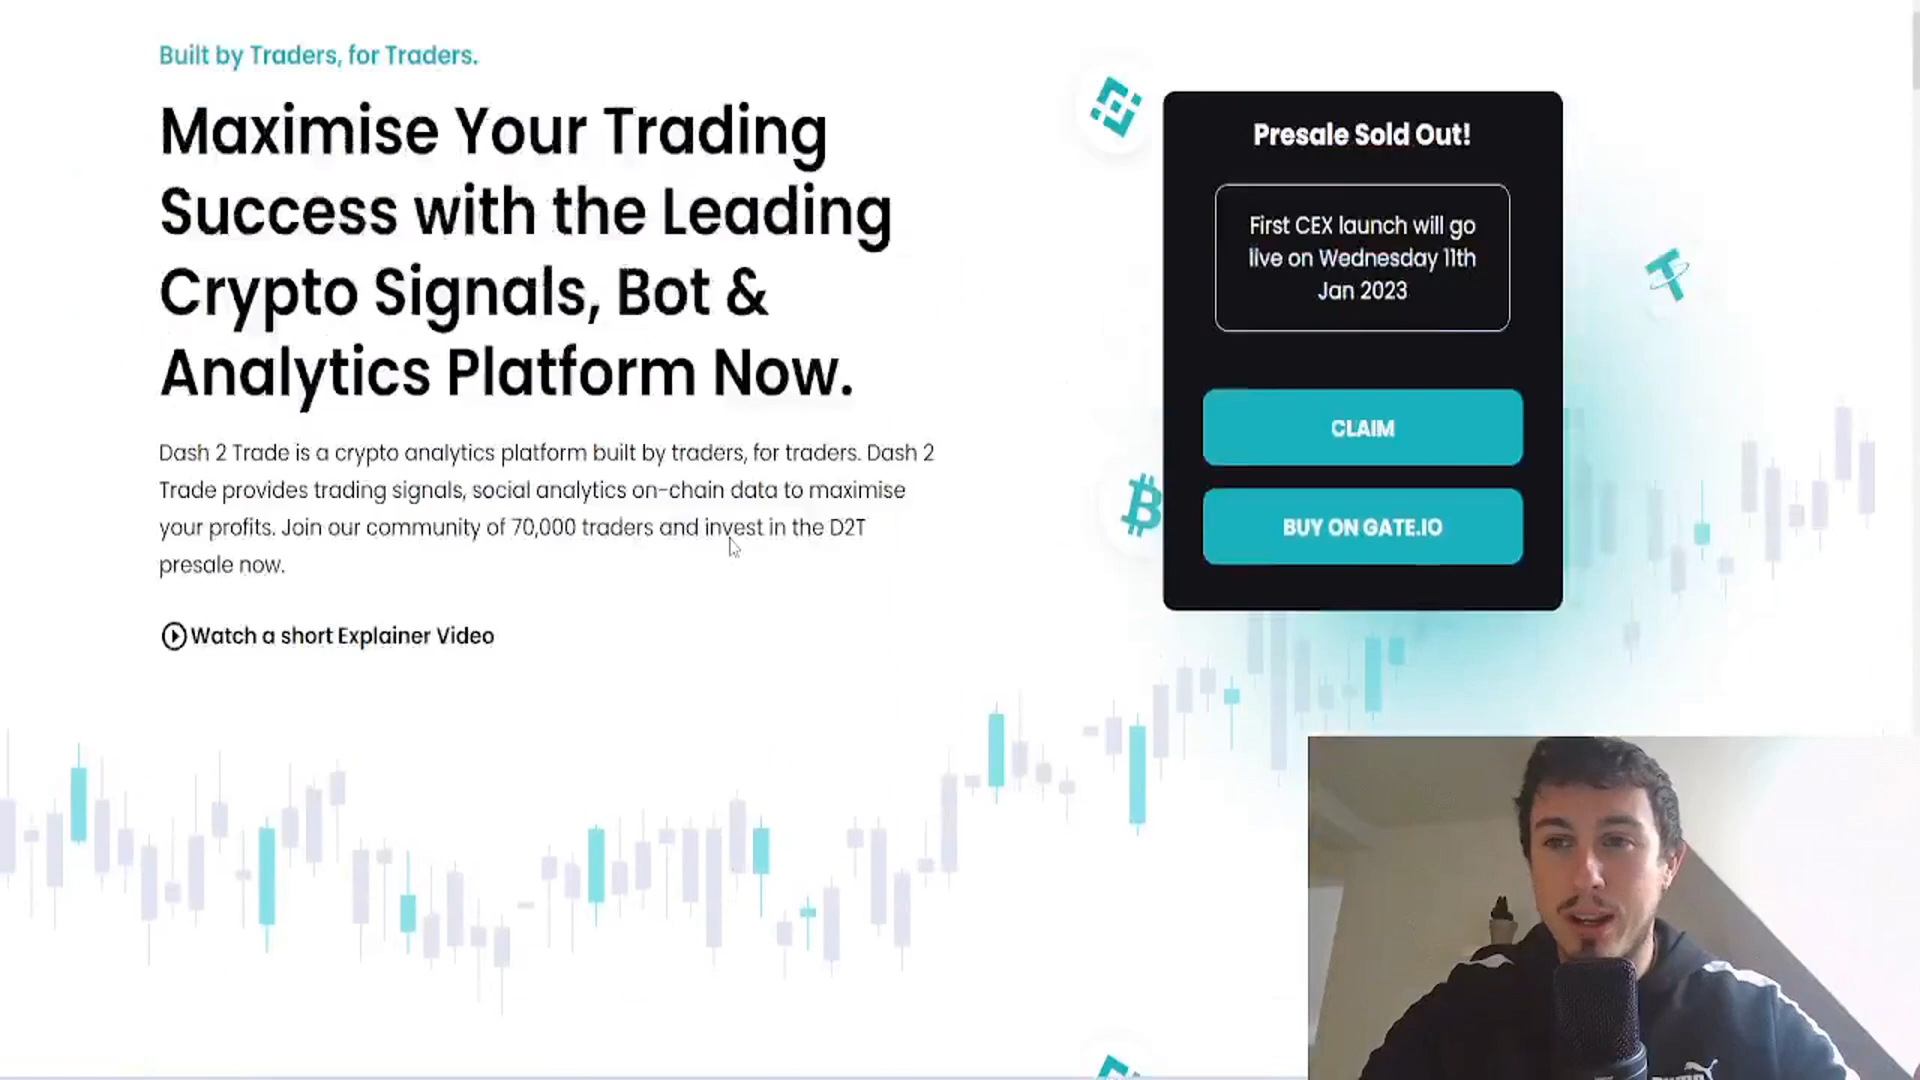 Built by Traders, for Traders.
Maximise Your Trading
Success with the Leading
Crypto Signals, Bot &
Analytics Platform Now.
Dash 2 Trade is a crypto analytics platform built by traders, for traders. Dash 2
Trade provides trading signals, social analytics on-chain data to maximise
your profits. Join our community of 70,000 traders and invest in the D2T
presale now.
Watch a short Explainer Video
Presale Sold Out!
First CEX launch will go
live on Wednesday 11th
Jan 2023
CLAIM
BUY ON GATE.IO